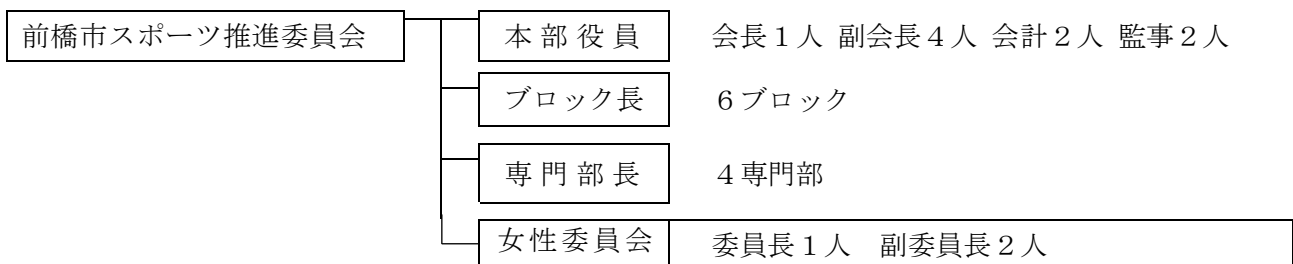 前橋市スポーツ推進委員会 本部役員 会長１人 副会長４人 会計２人 監事２人
ブロック長 ６ブロック
専門部長 ４専門部
女性委員会 委員長１人 副委員長２人